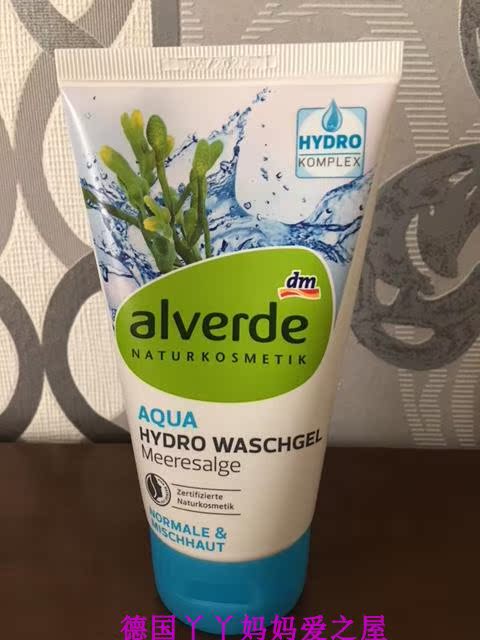 HYDRO
KOMPLEX
dm
alverde
NATURKOSMETIK
AQUA
HYDRO WASCHGEL
Meeresalge
Zertifizierte
Naturkosmetik
NORMALE &
MISCHHAUT
德国丫丫妈妈爱之屋